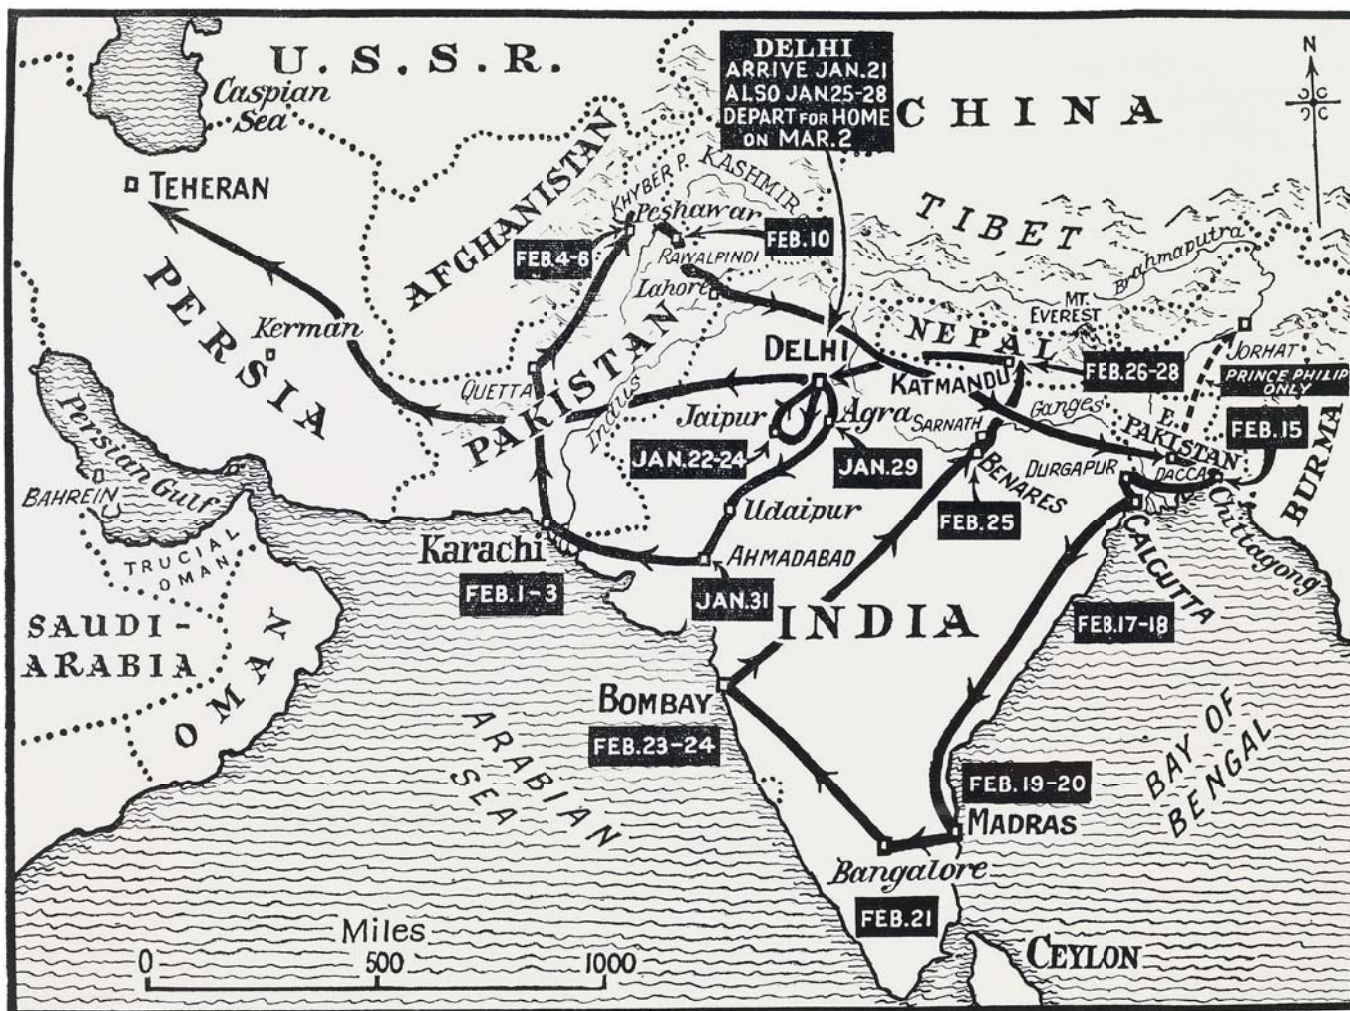 U.S.S.R.
Caspian
Sea
DELHI
ARRIVE JAN.21
ALSO JAN 25-28
DEPART FOR HOME
ON MAR.2
CHINA
N
TEHERAN
AFGHANISTAN
KHYBER P.
KASHMIR
Peshawar
FEB.4-6
FEB.10
RAWALPINDI
Lahore
TIBET
Brahmaputra
MT.
EVEREST
PERSIA
Kerman
QUETTA
PAKISTAN
Indus
DELHI
NEPAL
KATMANDU
FEB.26-28
JORHAT
PRINCE PHILIP
ONLY
Jaipur
Agra
SARNATH
Ganges
E.
PAKISTAN
FEB.15
JAN.22-24
JAN.29
BENARES
DURGAPUR
DACCA
BURMA
Persian Gulf
BAHREIN
Udaipur
FEB.25
Chittagong
CALCUTTA
TRUCIAL
OMAN
Karachi
FEB.1-3
AHMADABAD
JAN.31
INDIA
FEB.17-18
SAUDI-
ARABIA
OMAN
BOMBAY
FEB.23-24
ARABIAN
SEA
BAY OF
BENGAL
FEB.19-20
MADRAS
Bangalore
FEB.21
CEYLON
Miles
0 500 1000